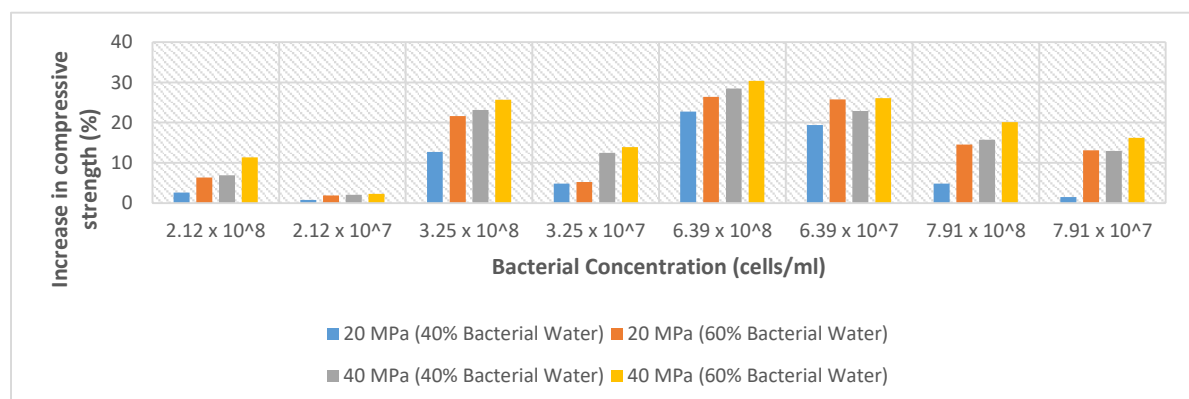 Increase in compressive
strength (%)
40
30
20
10
0
2.12 x 10^8 2.12 x 10^7 3.25 x 10^8 3.25 x 10^7 6.39 x 10^8 6.39 x 10^7 7.91 x 10^8 7.91 x 10^7
Bacterial Concentration (cells/ml)
20 MPa (40% Bacterial Water) 20 MPa (60% Bacterial Water)
40 MPa (40% Bacterial Water) 40 MPa (60% Bacterial Water)